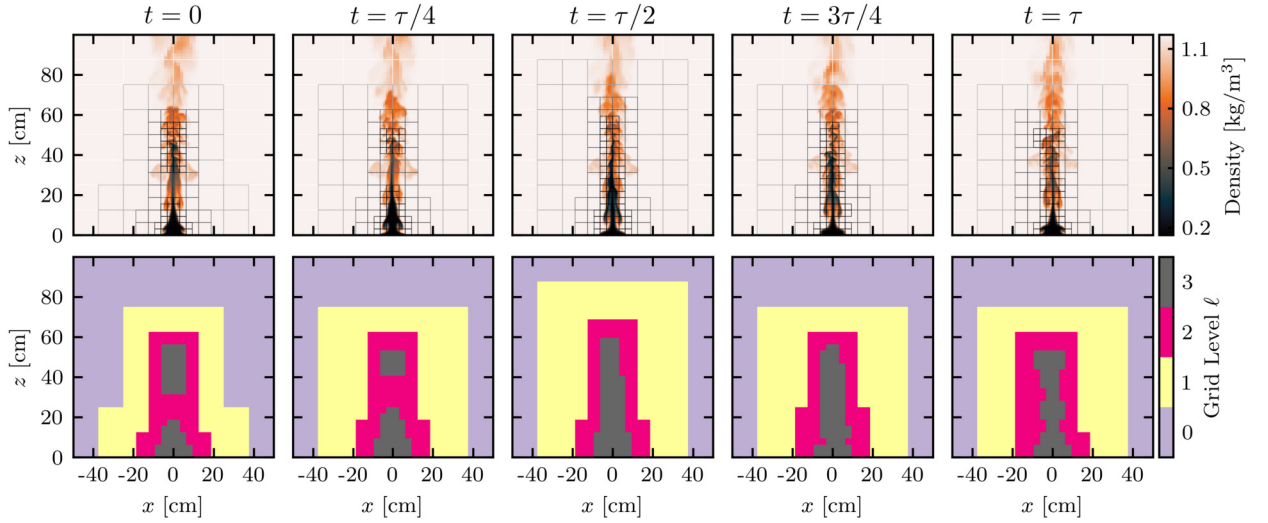 t = 0
t = τ/4
t = τ/2
t = 3τ/4
t = τ
z [cm]
80
60
40
20
0
1.1
0.8
0.5
0.2
Density [kg/m³]
z [cm]
80
60
40
20
0
3
2
1
0
Grid Level ℓ
-40 -20 0 20 40
-40 -20 0 20 40
-40 -20 0 20 40
-40 -20 0 20 40
-40 -20 0 20 40
x [cm]
x [cm]
x [cm]
x [cm]
x [cm]